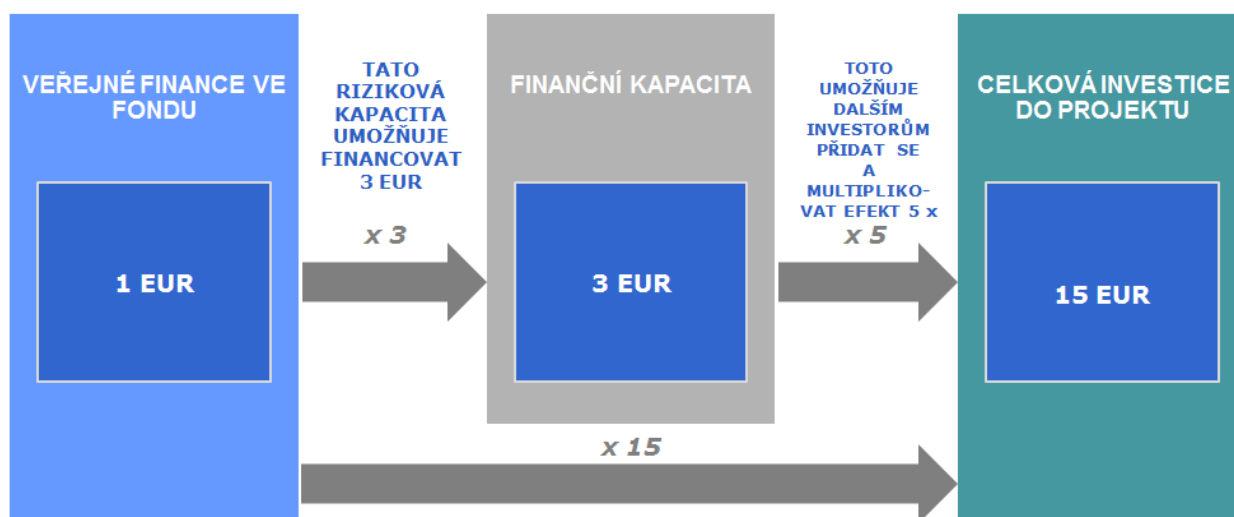 VEŘEJNÉ FINANCE VE
FONDU
1 EUR
TATO
RIZIKOVÁ
KAPACITA
UMOŽŇUJE
FINANCOVAT
3 EUR
x 3
FINANČNÍ KAPACITA
3 EUR
TOTO
UMOŽŇUJE
DALŠÍM
INVESTORŮM
PŘIDAT SE
A
MULTIPLIKO-
VAT EFEKT 5 x
x 5
CELKOVÁ INVESTICE
DO PROJEKTU
15 EUR
x 15